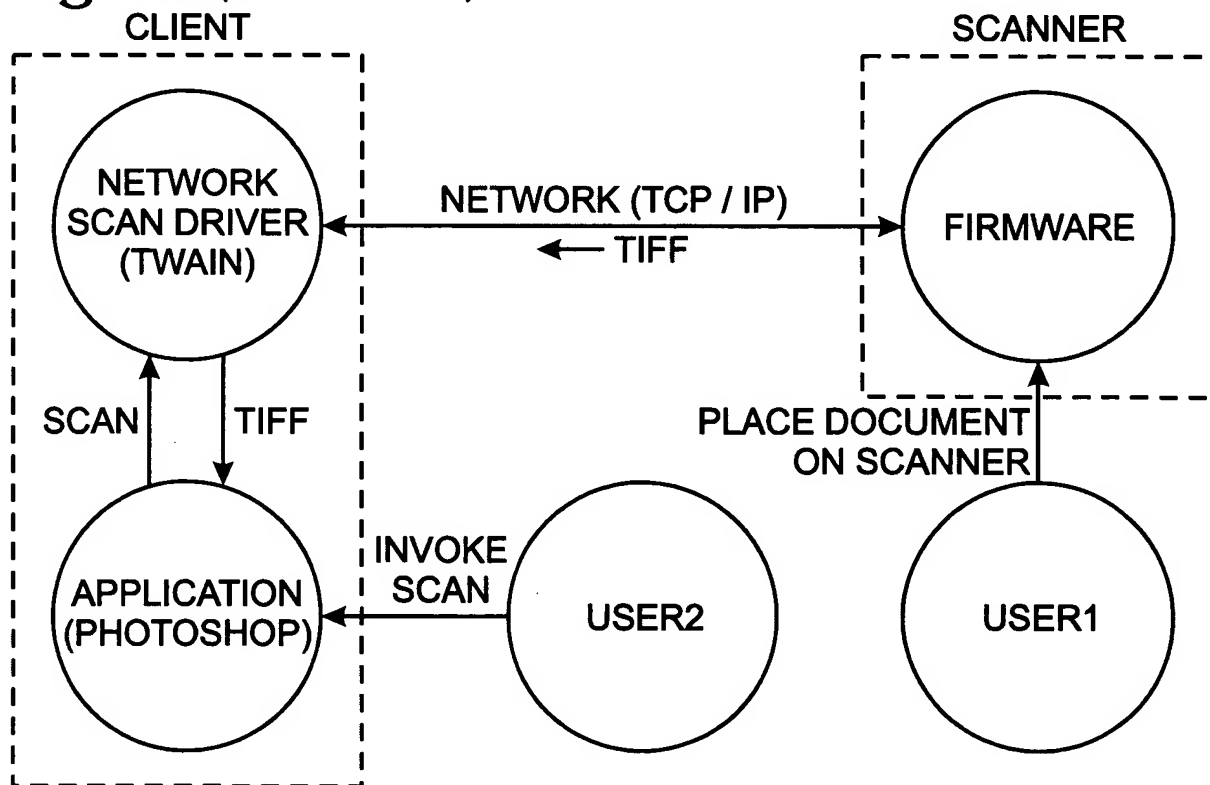 CLIENT
SCANNER
NETWORK
SCAN DRIVER
(TWAIN)
NETWORK (TCP / IP)
← TIFF
FIRMWARE
SCAN
TIFF
PLACE DOCUMENT
ON SCANNER
APPLICATION
(PHOTOSHOP)
INVOKE
SCAN
USER2
USER1